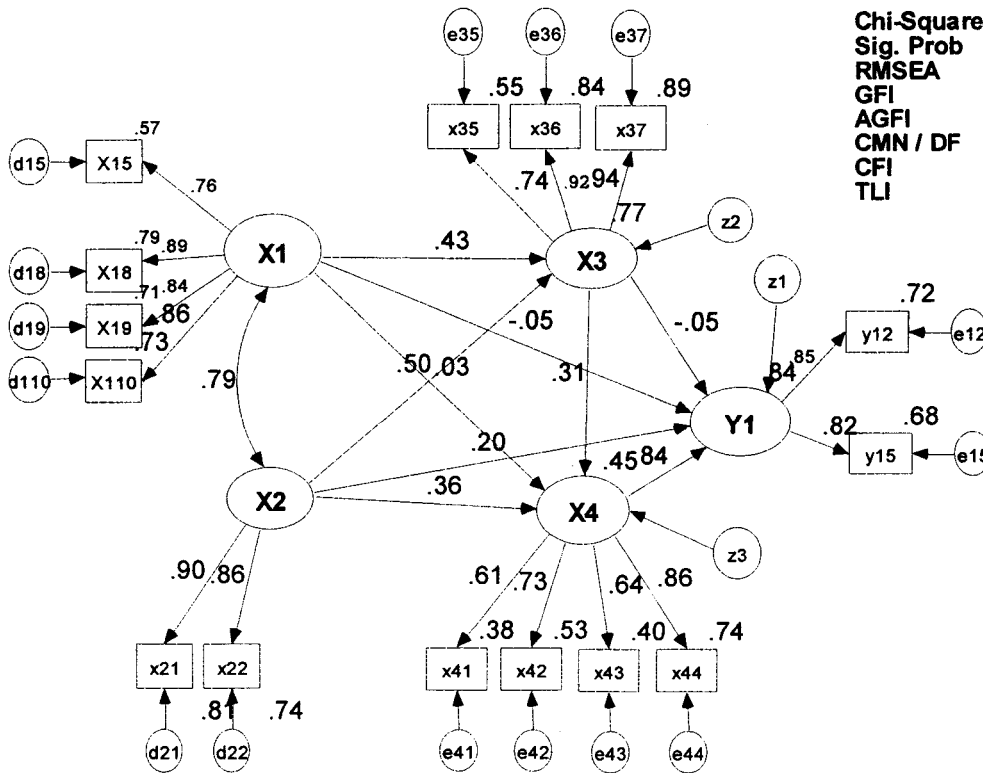 Chi-Square
Sig. Prob
RMSEA
GFI
AGFI
CMN / DF
CFI
TLI
e35 e36 e37
.55 .84 .89
x35 x36 x37
.74 .92 .94
.77
z2
.57
d15 X15
.76
X1
.43
X3
z1
.79
.89
d18 X18
.71 .84
d19 X19
.86
.73
d110 X110
-.05
-.05
.72
y12 e12
.85
.84
.79
.50 .03
.31
Y1
.82
.68
y15 e15
.20
.45 .84
X2
.36
X4
z3
.90 .86
.61 .73 .64 .86
.38 .53 .40 .74
x21 x22
x41 x42 x43 x44
.81 .74
d21 d22
e41 e42 e43 e44